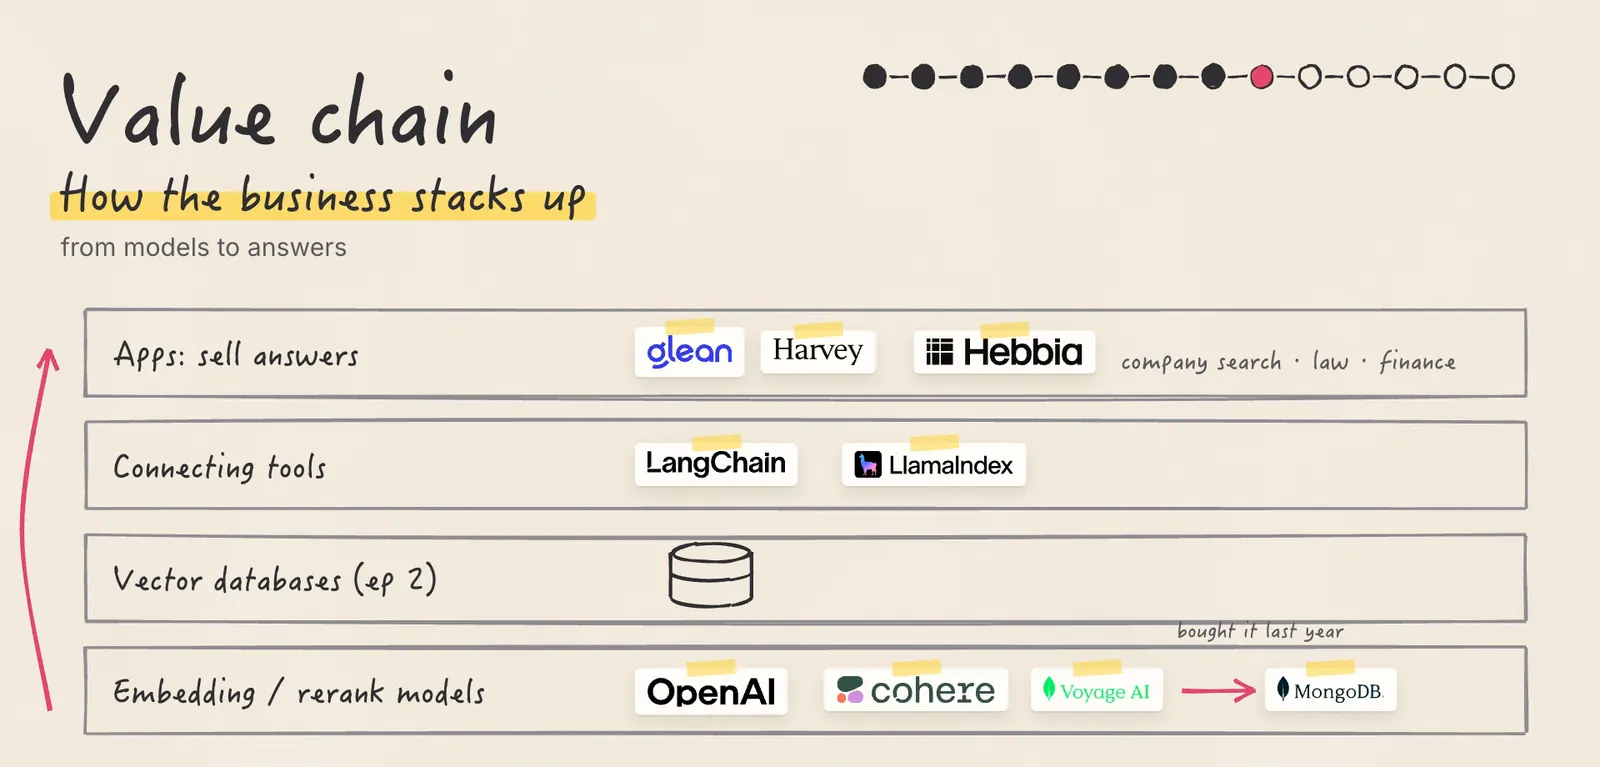 Value chain
How the business stacks up
from models to answers
Apps: sell answers
glean
Harvey
Hebbia
company search · law · finance
Connecting tools
LangChain
LlamaIndex
Vector databases (ep 2)
bought it last year
Embedding / rerank models
OpenAI
cohere
Voyage AI
MongoDB.